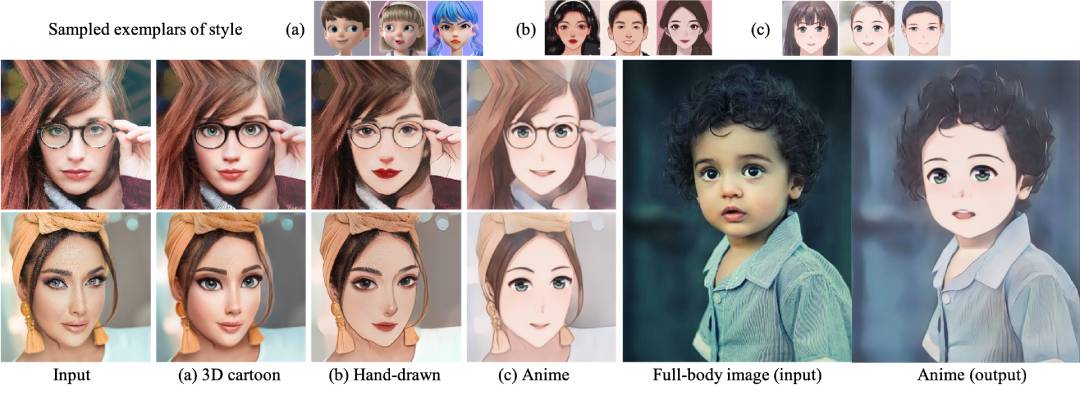 Sampled exemplars of style (a) (b) (c)
Input (a) 3D cartoon (b) Hand-drawn (c) Anime Full-body image (input) Anime (output)